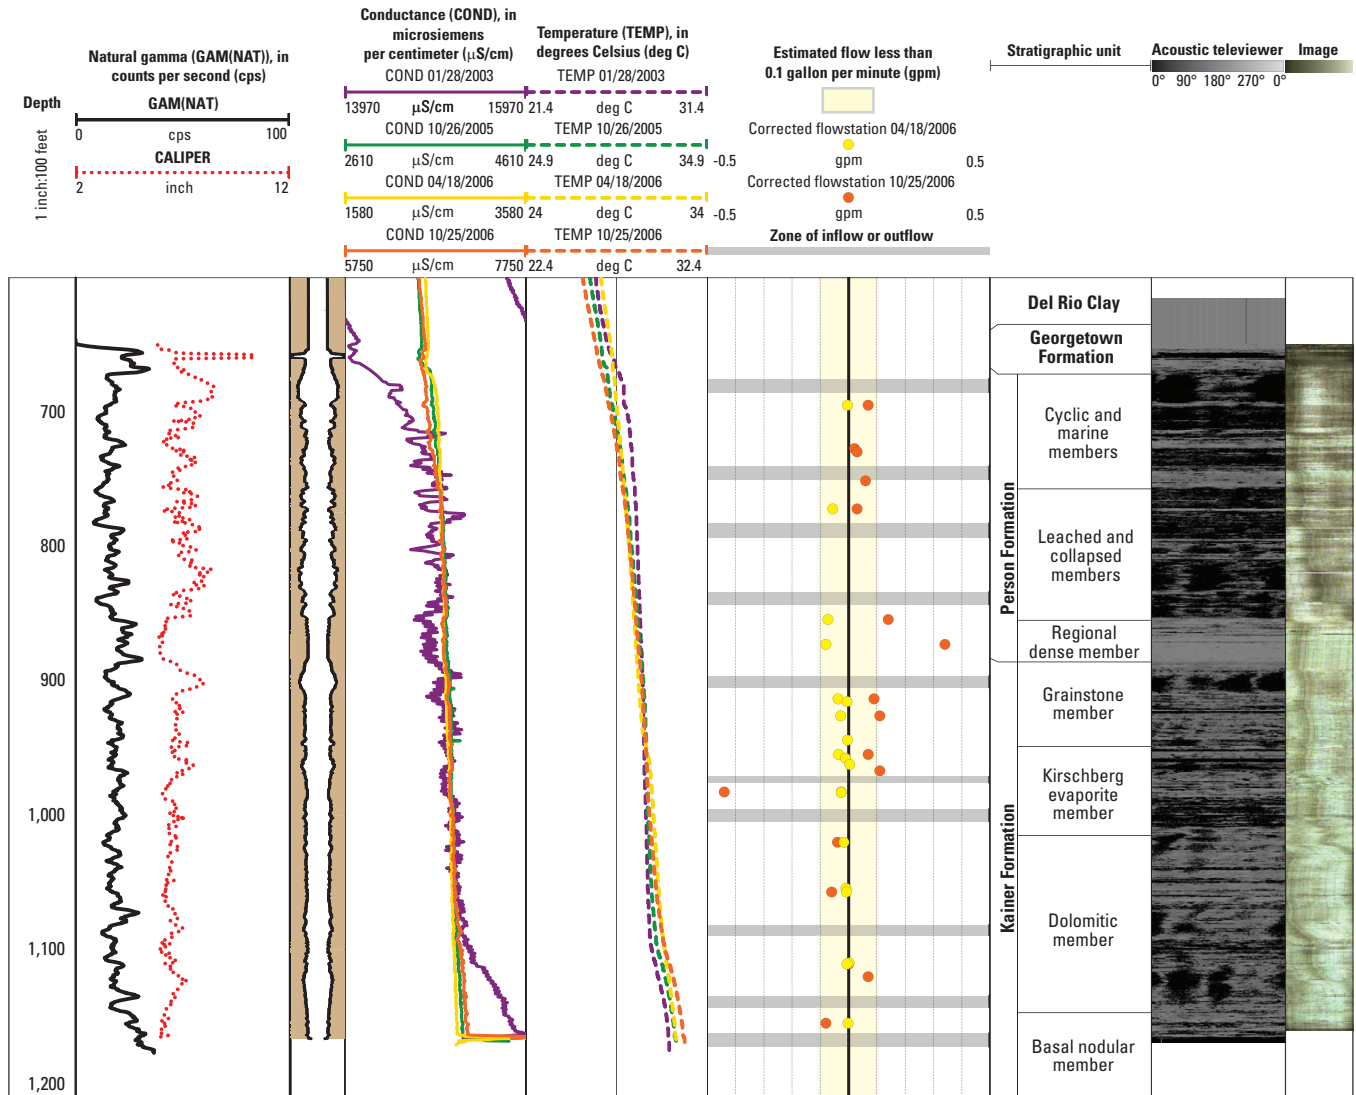 Depth
1 inch:100 feet
Natural gamma (GAM(NAT)), in
counts per second (cps)
GAM(NAT)
0 cps 100
CALIPER
2 inch 12
Conductance (COND), in
microsiemens
per centimeter (µS/cm)
COND 01/28/2003
13970 µS/cm 15970
COND 10/26/2005
2610 µS/cm 4610
COND 04/18/2006
1580 µS/cm 3580
COND 10/25/2006
5750 µS/cm 7750
Temperature (TEMP), in
degrees Celsius (deg C)
TEMP 01/28/2003
21.4 deg C 31.4
TEMP 10/26/2005
24.9 deg C 34.9
TEMP 04/18/2006
24 deg C 34
TEMP 10/25/2006
22.4 deg C 32.4
Estimated flow less than
0.1 gallon per minute (gpm)
Corrected flowstation 04/18/2006
-0.5 gpm 0.5
Corrected flowstation 10/25/2006
-0.5 gpm 0.5
Zone of inflow or outflow
Stratigraphic unit
Acoustic televiewer
0° 90° 180° 270° 0°
Image
700
800
900
1,000
1,100
1,200
Del Rio Clay
Georgetown
Formation
Person Formation
Cyclic and
marine
members
Leached and
collapsed
members
Regional
dense member
Kainer Formation
Grainstone
member
Kirschberg
evaporite
member
Dolomitic
member
Basal nodular
member